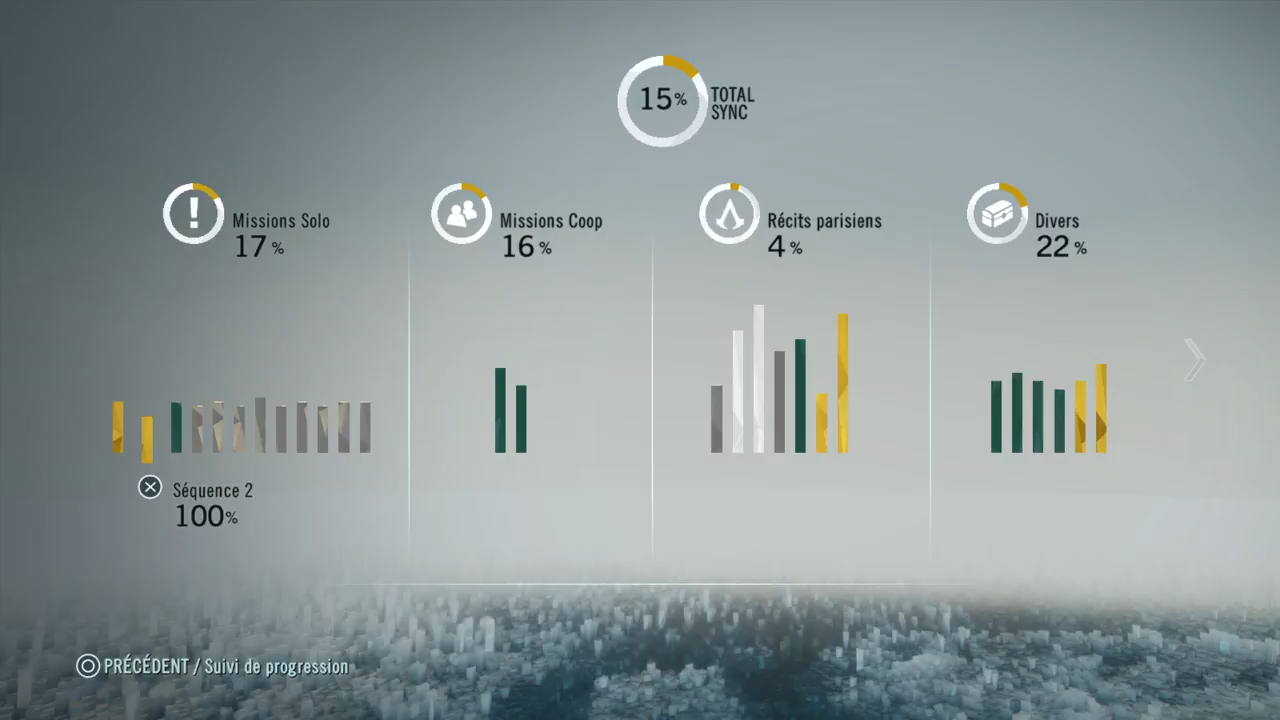 15%
TOTAL
SYNC
Missions Solo
17 %
Missions Coop
16 %
Récits parisiens
4 %
Divers
22 %
Séquence 2
100%
PRÉCÉDENT / Suivi de progression